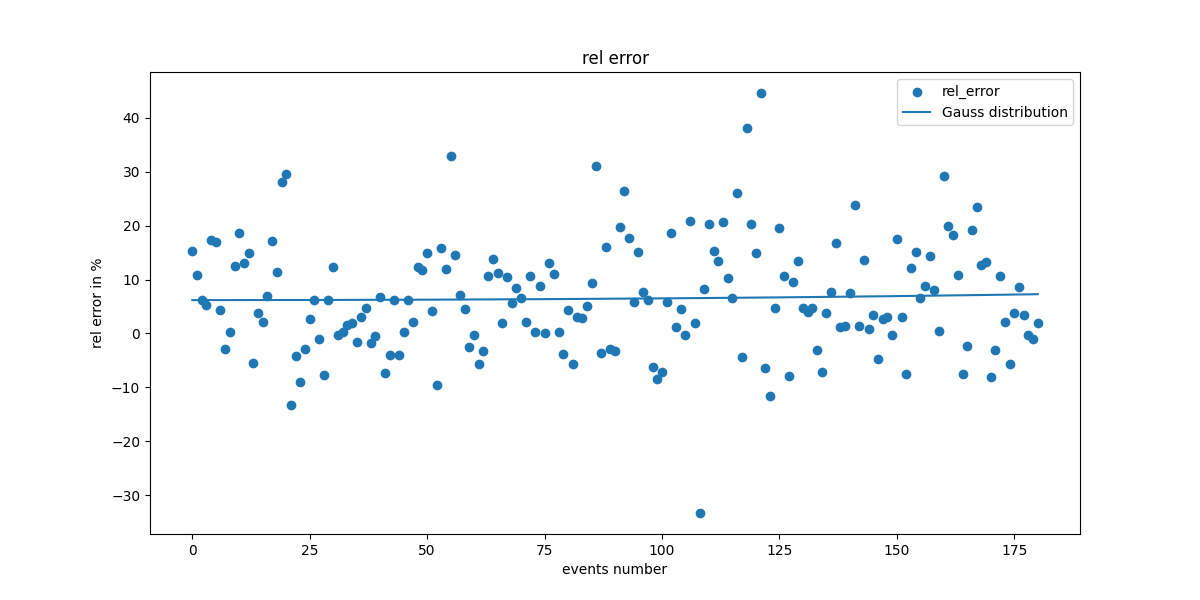 rel error
rel_error
Gauss distribution
rel error in %
40
30
20
10
0
−10
−20
−30
0 25 50 75 100 125 150 175
events number